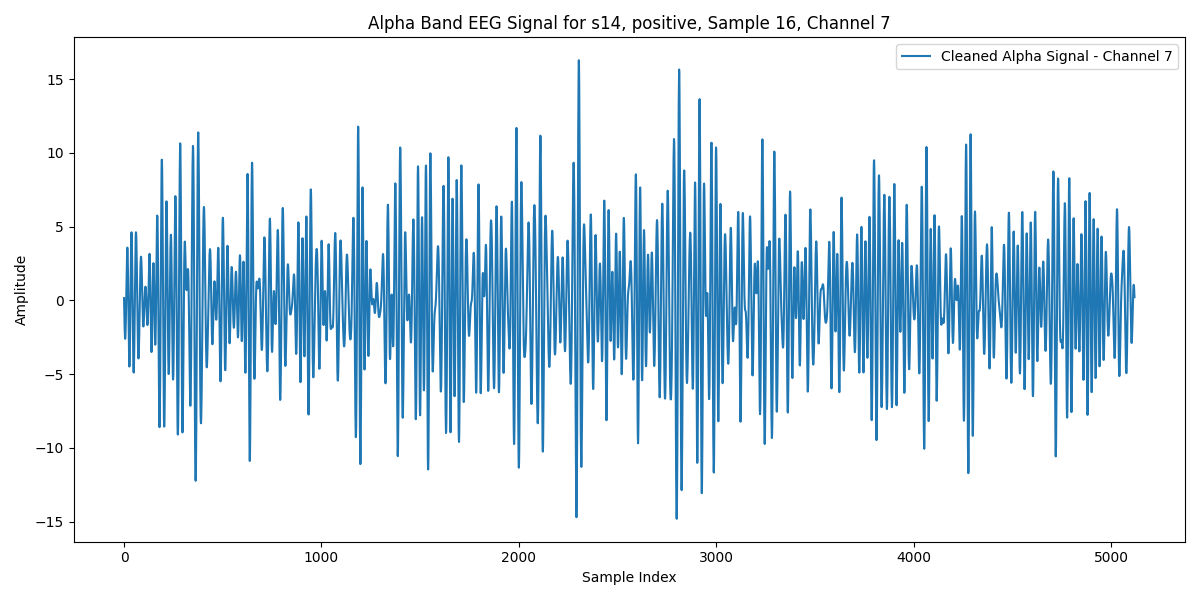 Alpha Band EEG Signal for s14, positive, Sample 16, Channel 7
Cleaned Alpha Signal - Channel 7
Amplitude
15
10
5
0
−5
−10
−15
0 1000 2000 3000 4000 5000
Sample Index